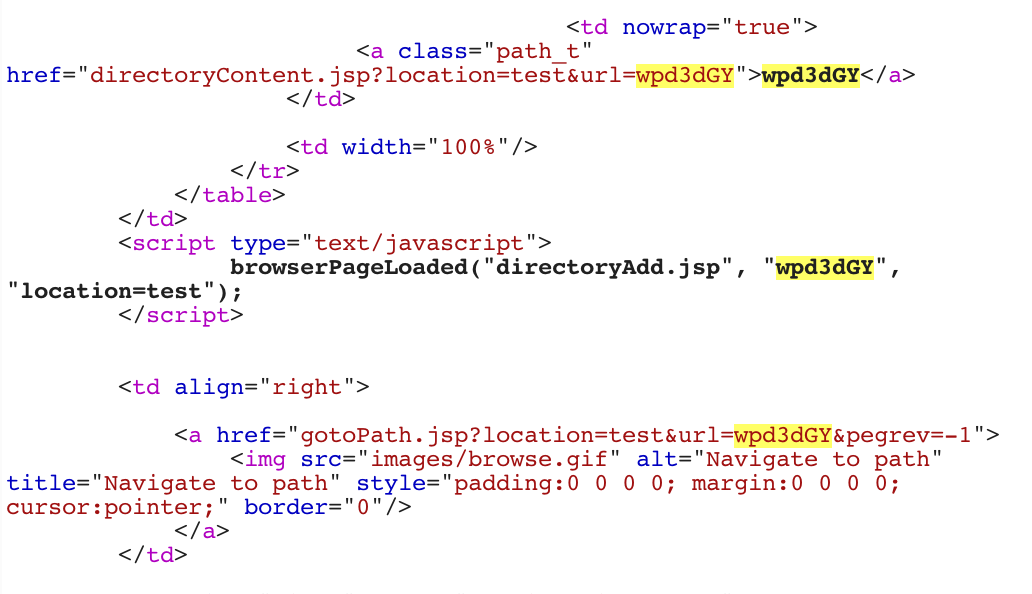 <td nowrap="true">
<a class="path_t"
href="directoryContent.jsp?location=test&url=wpd3dGY">wpd3dGY</a>
</td>
<td width="100%"/>
</tr>
</table>
</td>
<script type="text/javascript">
browserPageLoaded("directoryAdd.jsp", "wpd3dGY",
"location=test");
</script>
<td align="right">
<a href="gotoPath.jsp?location=test&url=wpd3dGY&pegrev=-1">
<img src="images/browse.gif" alt="Navigate to path"
title="Navigate to path" style="padding:0 0 0 0; margin:0 0 0 0;
cursor:pointer;" border="0"/>
</a>
</td>